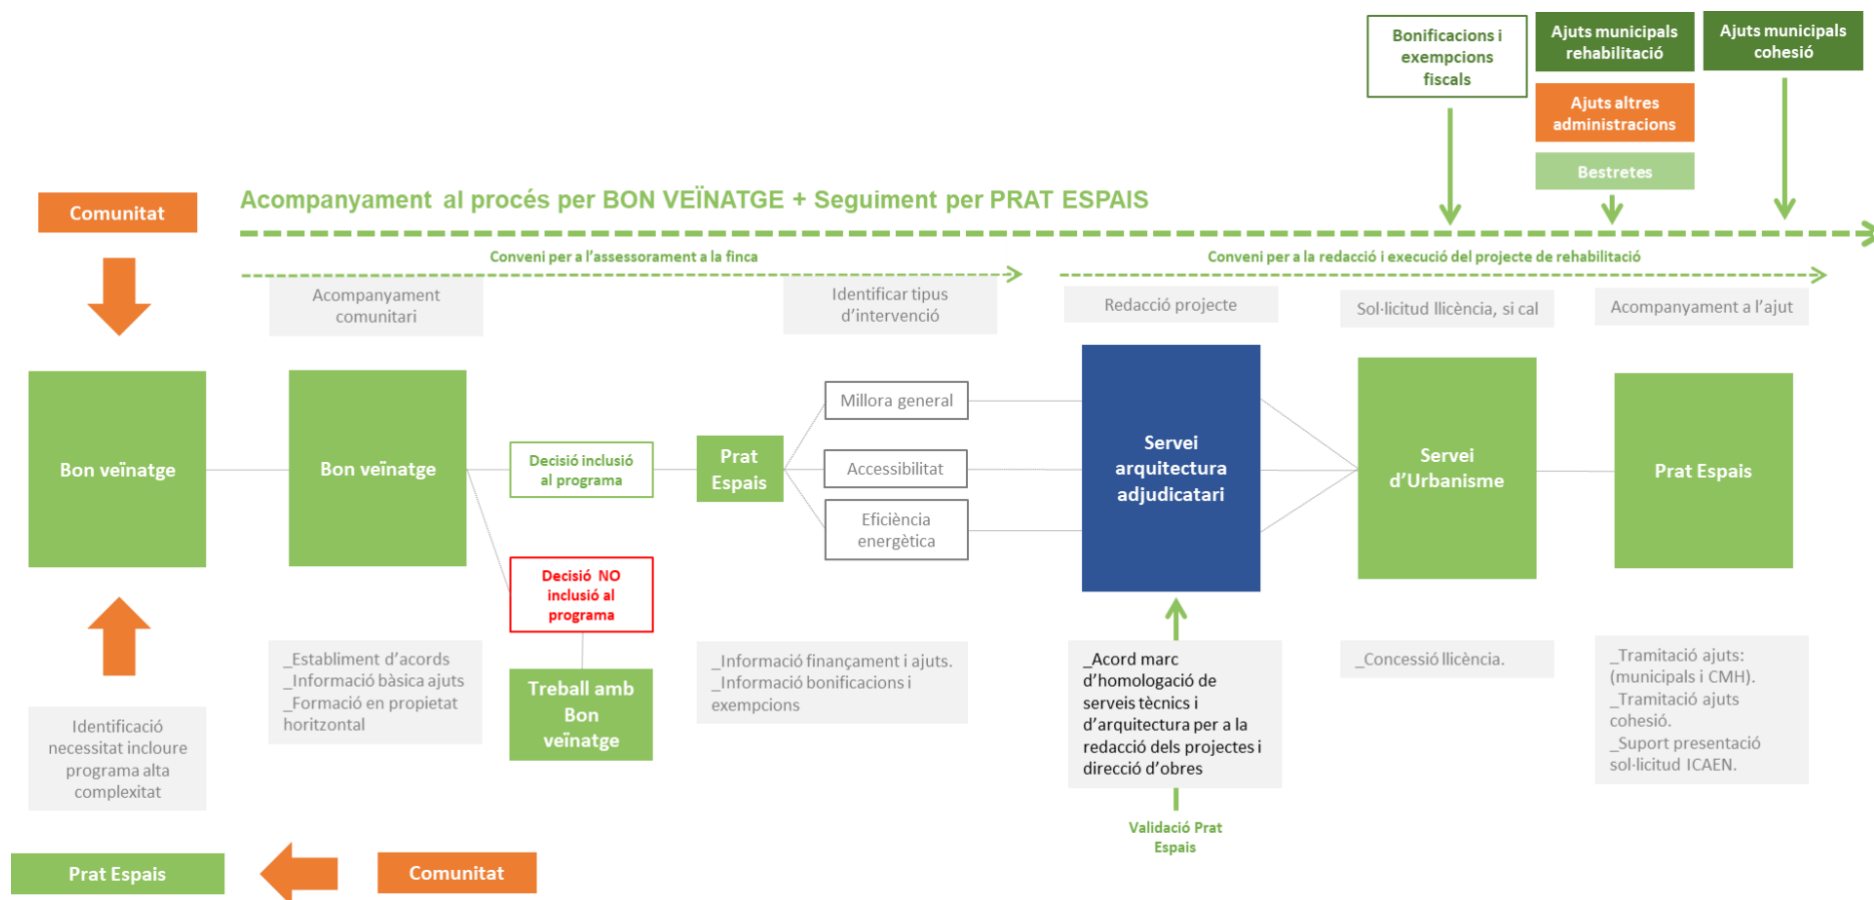 Bonificacions i
exempcions
fiscals
Ajuts municipals
rehabilitació
Ajuts municipals
cohesió
Ajuts altres
administracions
Bestretes
Comunitat
Acompanyament al procés per BON VEÏNATGE + Seguiment per PRAT ESPAIS
Conveni per a l'assessorament a la finca
Conveni per a la redacció i execució del projecte de rehabilitació
Acompanyament
comunitari
Identificar tipus
d'intervenció
Redacció projecte
Sol·licitud llicència, si cal
Acompanyament a l'ajut
Bon veïnatge
Bon veïnatge
Decisió inclusió
al programa
Prat
Espais
Millora general
Accessibilitat
Eficiència
energètica
Servei
arquitectura
adjudicatari
Servei
d'Urbanisme
Prat Espais
Decisió NO
inclusió al
programa
Treball amb
Bon
veïnatge
Identificació
necessitat incloure
programa alta
complexitat
_Establiment d'acords
_Informació bàsica ajuts
_Formació en propietat
horitzontal
_Informació finançament i ajuts.
_Informació bonificacions i
exempcions
_Acord marc
d'homologació de
serveis tècnics i
d'arquitectura per a la
redacció dels projectes i
direcció d'obres
_Concessió llicència.
_Tramitació ajuts:
(municipals i CMH).
_Tramitació ajuts
cohesió.
_Suport presentació
sol·licitud ICAEN.
Validació Prat
Espais
Prat Espais
Comunitat